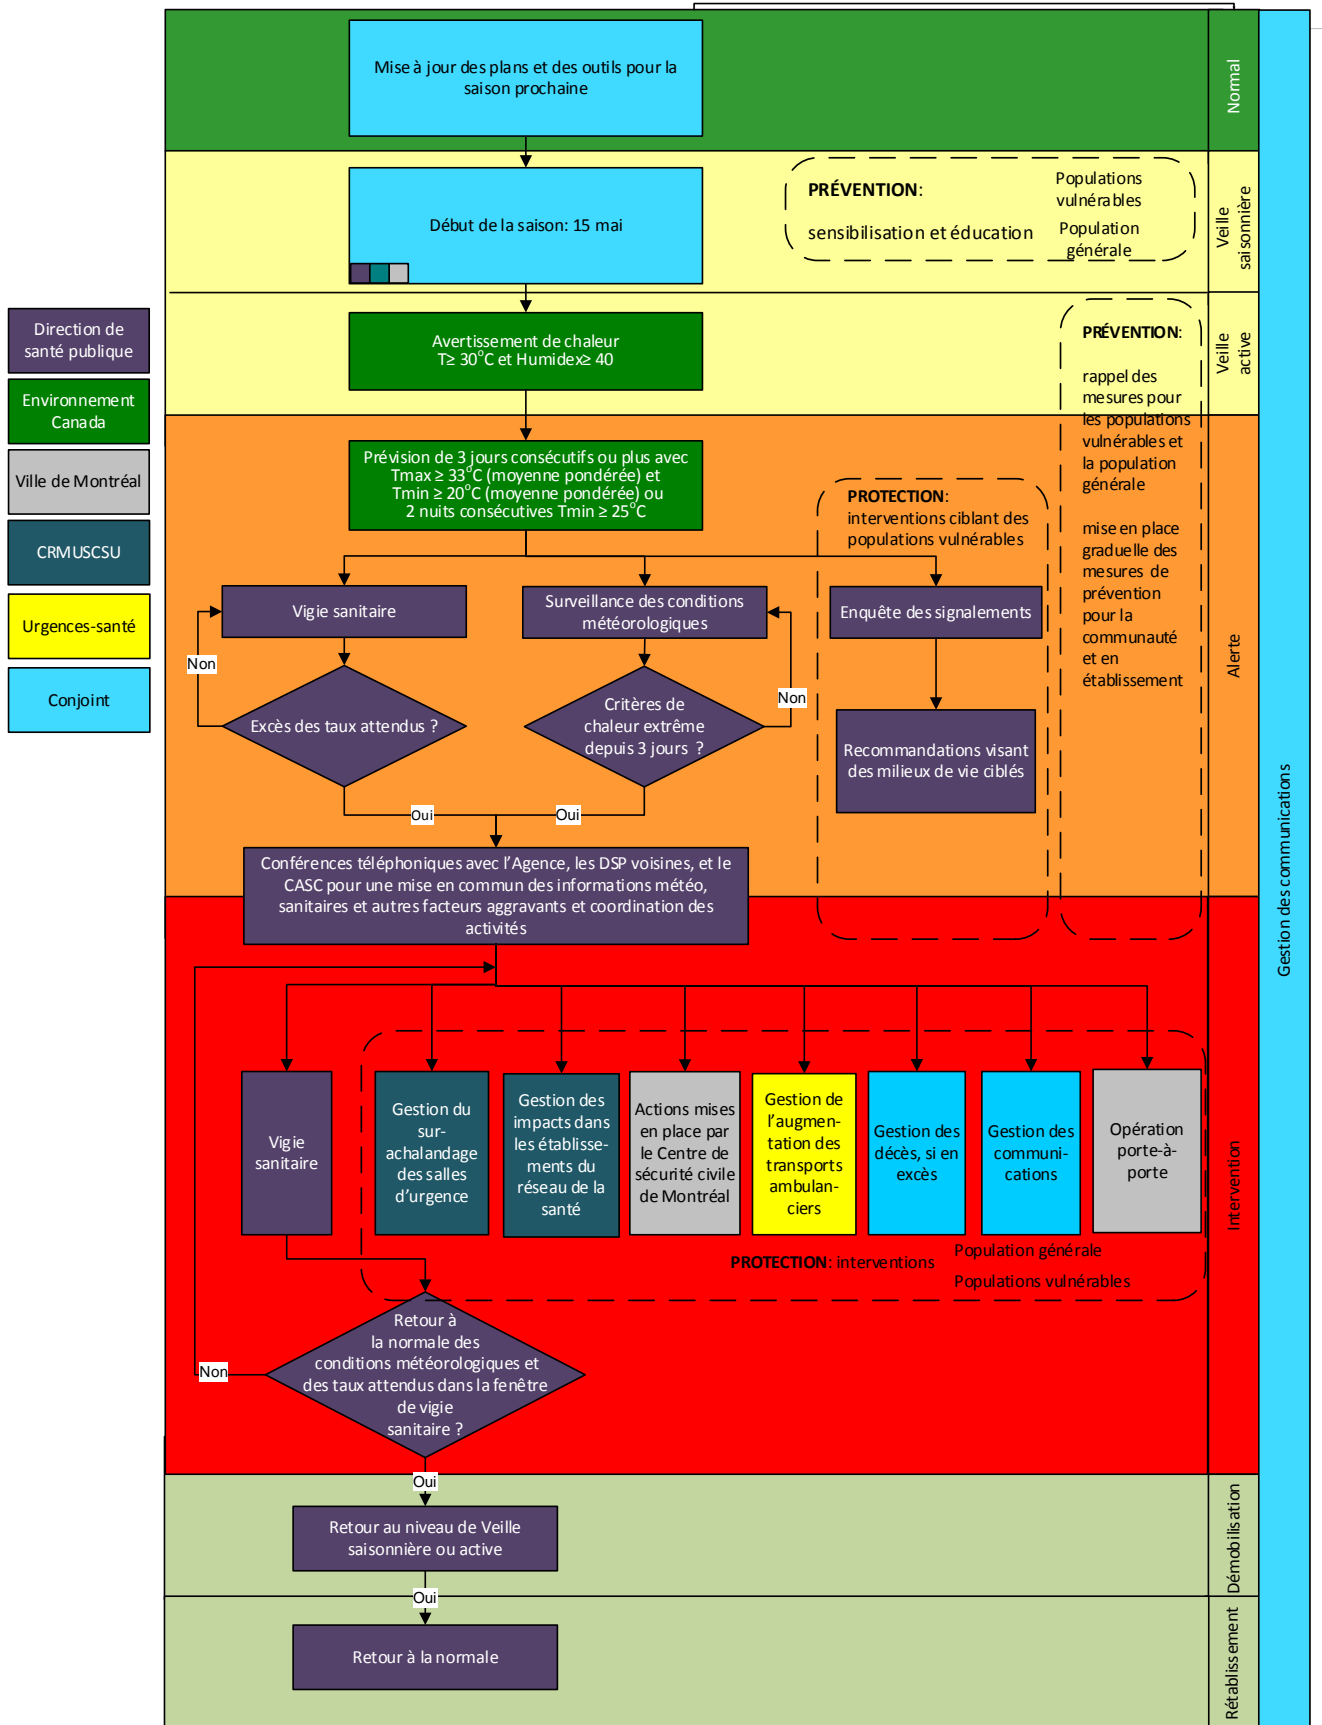 Mise à jour des plans et des outils pour la
saison prochaine
Normal
Début de la saison: 15 mai
PRÉVENTION:
sensibilisation et éducation
Populations
vulnérables
Population
générale
Veille
saisonnière
Direction de
santé publique
Environnement
Canada
Ville de Montréal
CRMUSCSU
Urgences-santé
Conjoint
Avertissement de chaleur
T≥ 30°C et Humidex≥ 40
Veille
active
PRÉVENTION:
rappel des
mesures pour
les populations
vulnérables et
la population
générale
mise en place
graduelle des
mesures de
prévention
pour la
communauté
et en
établissement
Prévision de 3 jours consécutifs ou plus avec
Tmax ≥ 33°C (moyenne pondérée) et
Tmin ≥ 20°C (moyenne pondérée) ou
2 nuits consécutives Tmin ≥ 25°C
PROTECTION:
interventions ciblant des
populations vulnérables
Vigie sanitaire
Surveillance des conditions
météorologiques
Enquête des signalements
Alerte
Non
Excès des taux attendus ?
Critères de
chaleur extrême
depuis 3 jours ?
Non
Recommandations visant
des milieux de vie ciblés
Oui
Oui
Conférences téléphoniques avec l'Agence, les DSP voisines, et le
CASC pour une mise en commun des informations météo,
sanitaires et autres facteurs aggravants et coordination des
activités
Gestion des communications
Vigie
sanitaire
Gestion du
sur-
achalandage
des salles
d'urgence
Gestion des
impacts dans
les établisse-
ments du
réseau de la
santé
Actions mises
en place par
le Centre de
sécurité civile
de Montréal
Gestion de
l'augmen-
tation des
transports
ambulan-
ciers
Gestion des
décès, si en
excès
Gestion des
communi-
cations
Opération
porte-à-
porte
Intervention
PROTECTION: interventions
Population générale
Populations vulnérables
Retour à
la normale des
conditions météorologiques et
des taux attendus dans la fenêtre
de vigie
sanitaire ?
Non
Oui
Retour au niveau de Veille
saisonnière ou active
Démobilisation
Oui
Retour à la normale
Rétablissement